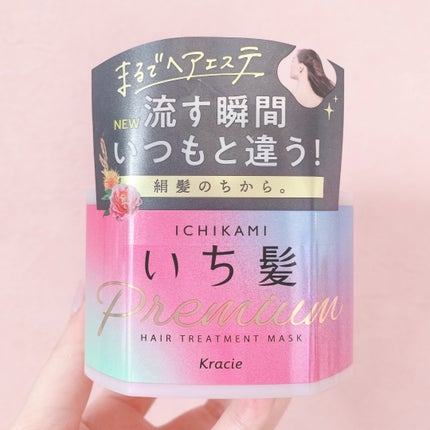 まるでヘアエステ
NEW
流す瞬間
いつもと違う!
絹髪のちから。
ICHIKAMI
いち髪
Premium
HAIR TREATMENT MASK
Kracie